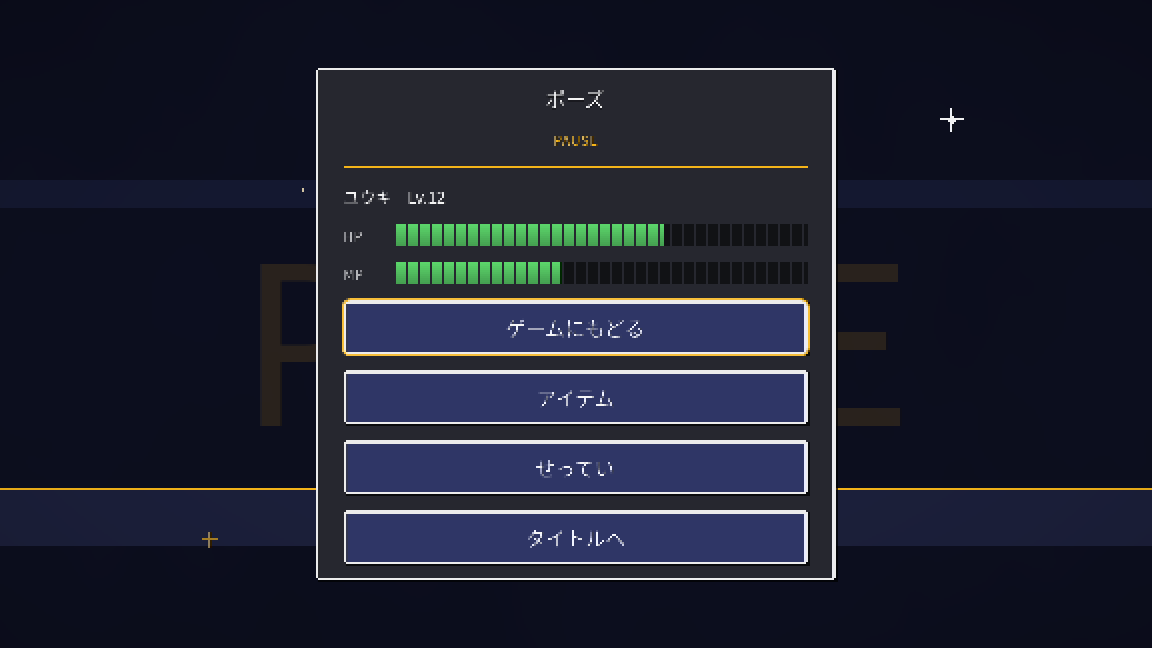 ポーズ
PAUSE
ユウキ Lv.12
HP
MP
ゲームにもどる
アイテム
せってい
タイトルへ